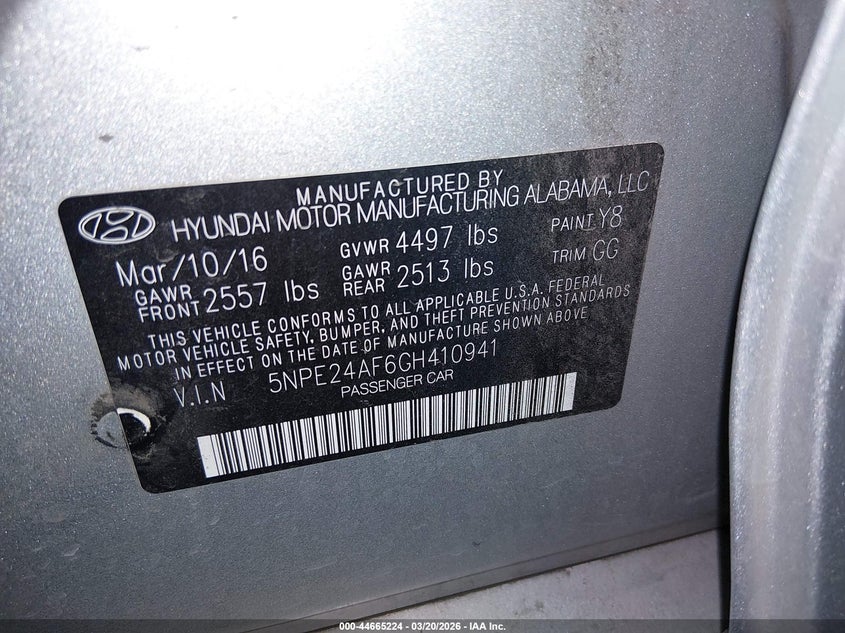 MANUFACTURED BY
HYUNDAI MOTOR MANUFACTURING ALABAMA, LLC
Mar/10/16 GVWR 4497 lbs PAINT Y8
GAWR FRONT 2557 lbs GAWR REAR 2513 lbs TRIM GG
THIS VEHICLE CONFORMS TO ALL APPLICABLE U.S.A. FEDERAL
MOTOR VEHICLE SAFETY, BUMPER, AND THEFT PREVENTION STANDARDS
IN EFFECT ON THE DATE OF MANUFACTURE SHOWN ABOVE
V.I.N 5NPE24AF6GH410941
PASSENGER CAR
000-44665224 - 03/20/2026 - IAA Inc.